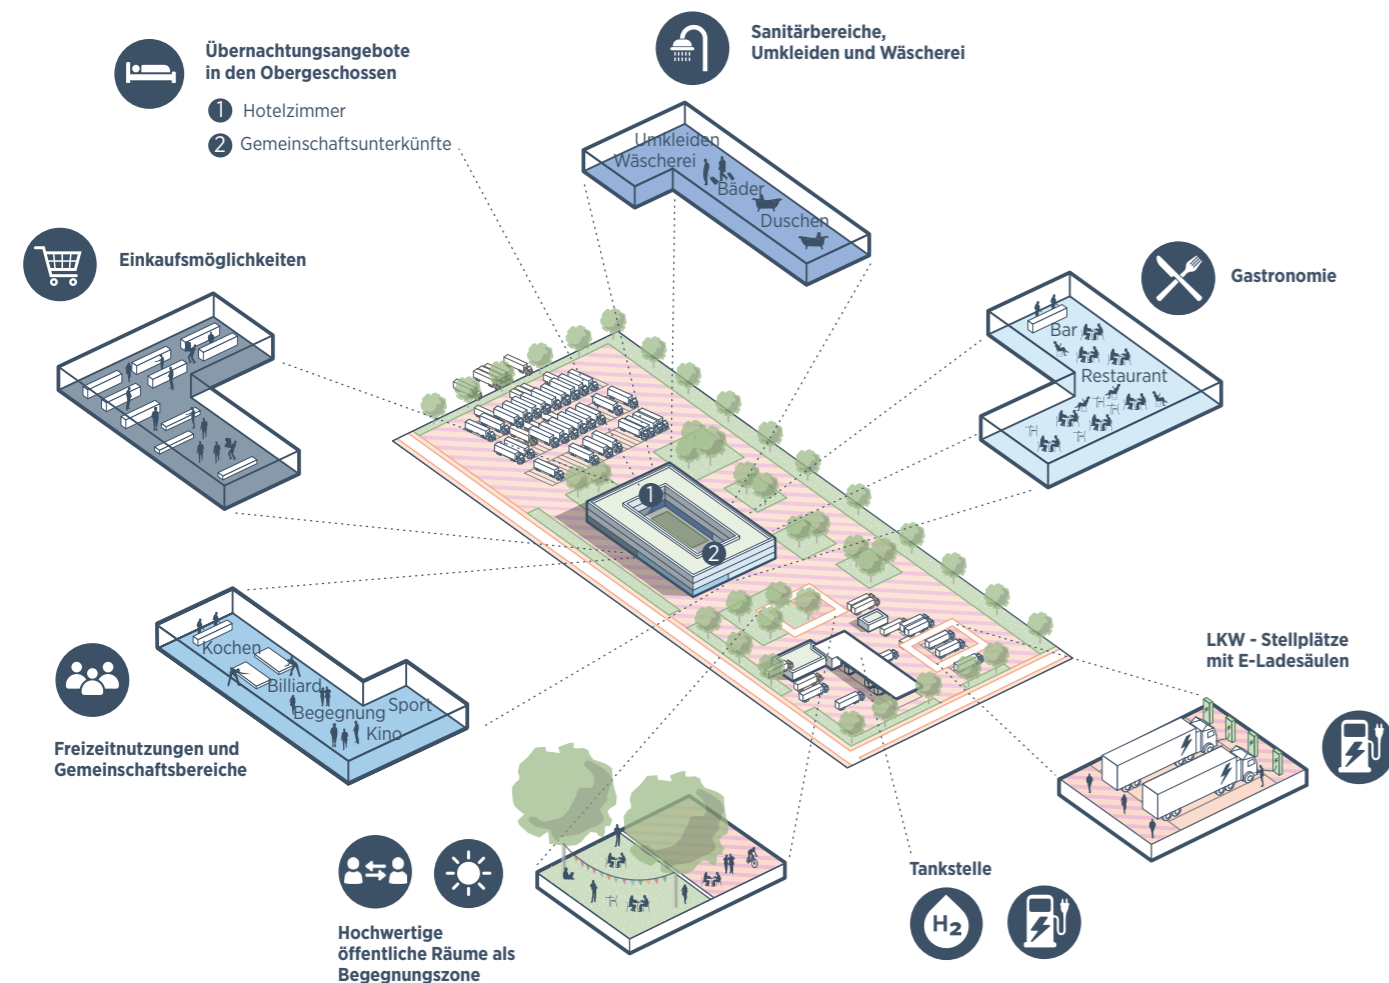 Übernachtungsangebote
in den Obergeschossen
1 Hotelzimmer
2 Gemeinschaftsunterkünfte
Sanitärbereiche,
Umkleiden und Wäscherei
Umkleiden
Wäscherei
Bäder
Duschen
Einkaufsmöglichkeiten
Gastronomie
Bar
Restaurant
1
2
Kochen
Billiard
Begegnung
Sport
Kino
Freizeitnutzungen und
Gemeinschaftsbereiche
LKW - Stellplätze
mit E-Ladesäulen
Hochwertige
öffentliche Räume als
Begegnungszone
Tankstelle
H2